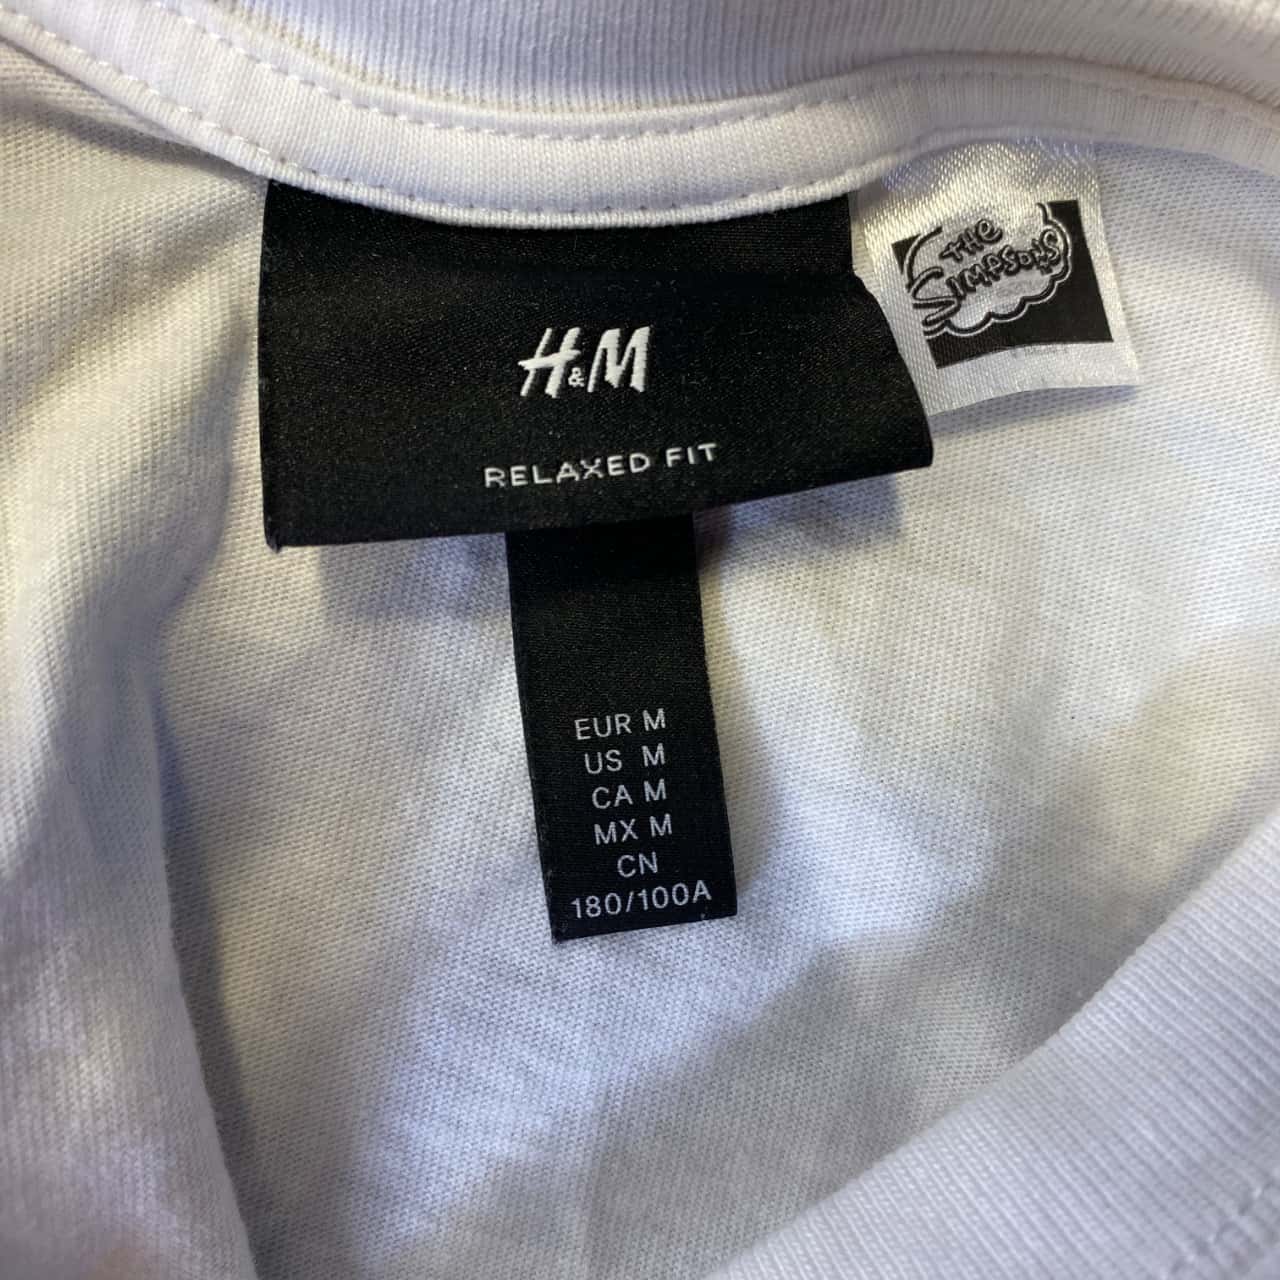 H&M
RELAXED FIT
THE
SIMPSONS
EUR M
US M
CA M
MX M
CN
180/100A